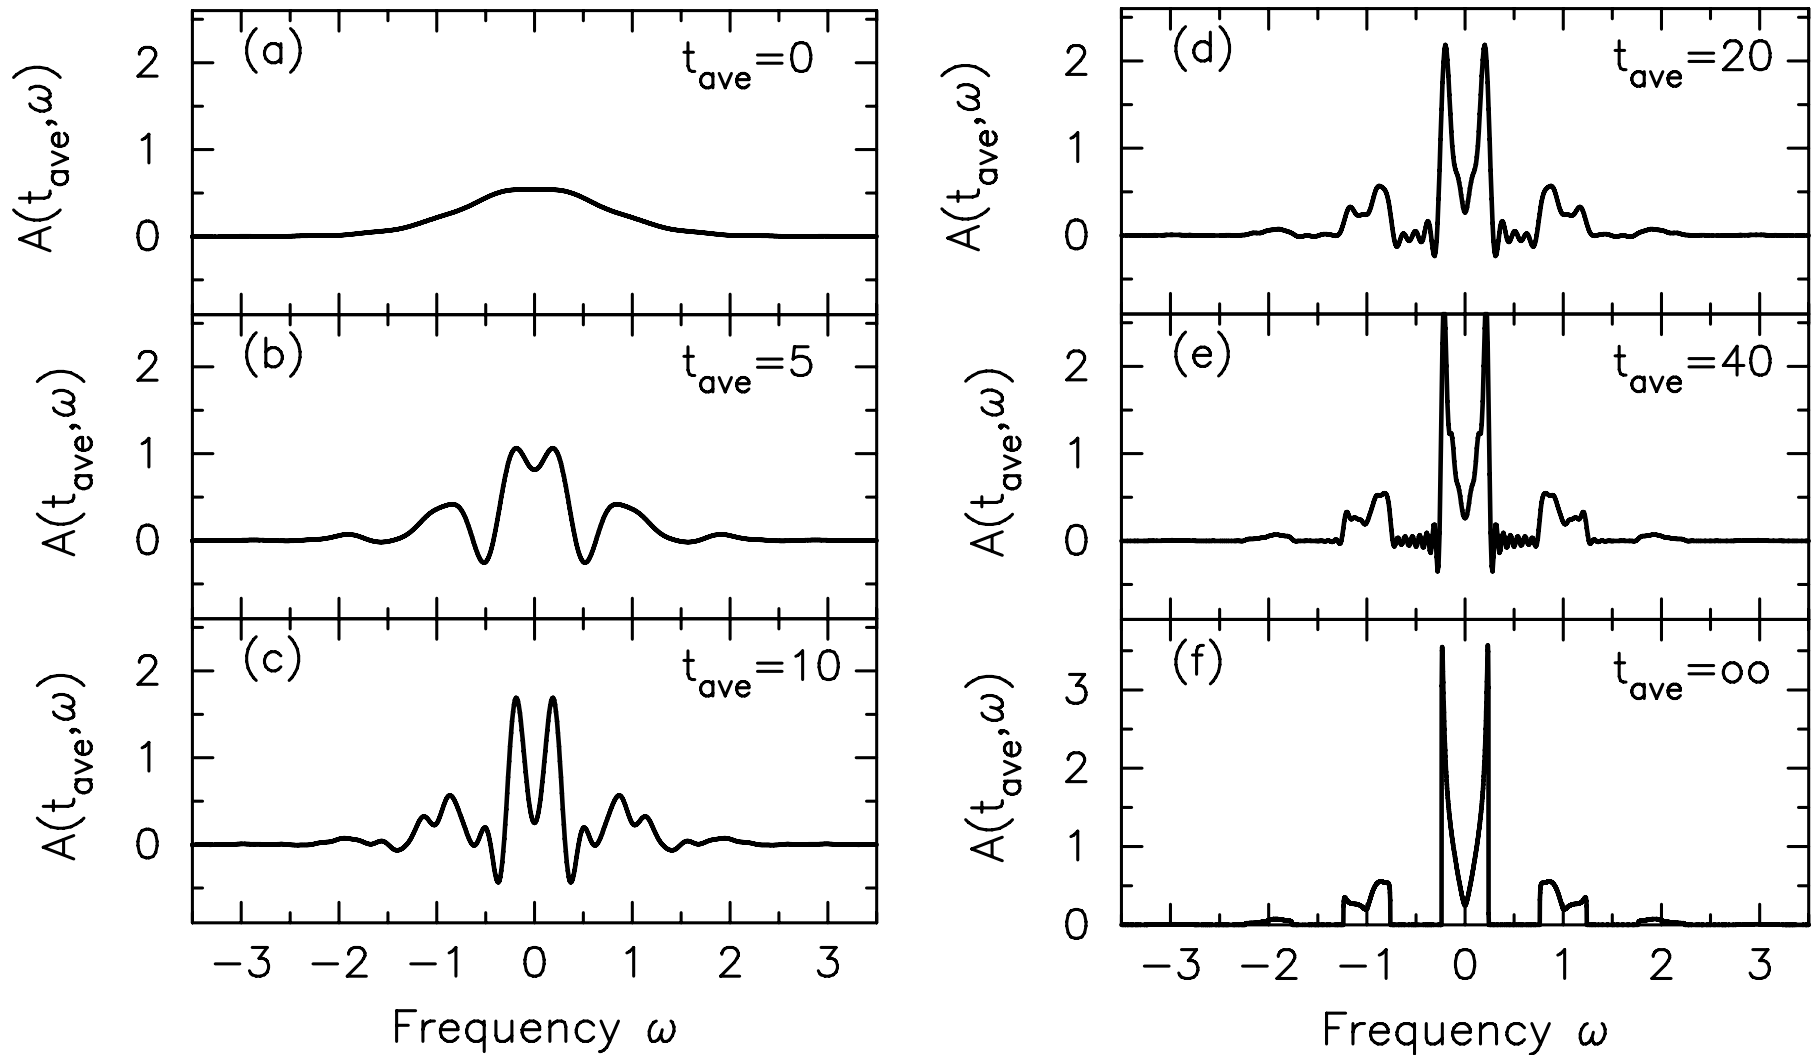 (a)
t_ave=0
A(t_ave,ω)
2
1
0
(b)
t_ave=5
A(t_ave,ω)
2
1
0
(c)
t_ave=10
A(t_ave,ω)
2
1
0
−3 −2 −1 0 1 2 3
Frequency ω
(d)
t_ave=20
A(t_ave,ω)
2
1
0
(e)
t_ave=40
A(t_ave,ω)
2
1
0
(f)
t_ave=oo
A(t_ave,ω)
3
2
1
0
−3 −2 −1 0 1 2 3
Frequency ω